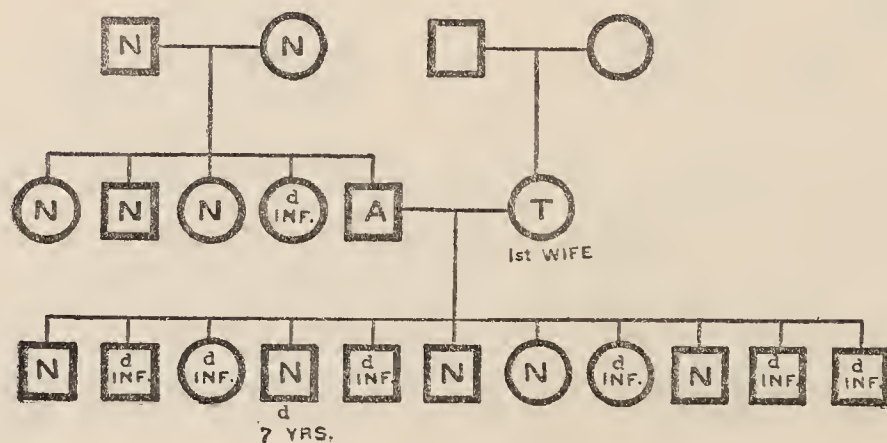 N N
N N N d A T
INF.
1st WIFE
N d d N d N N d N d d
INF. INF. INF. INF. INF. INF.
d
7 YRS.